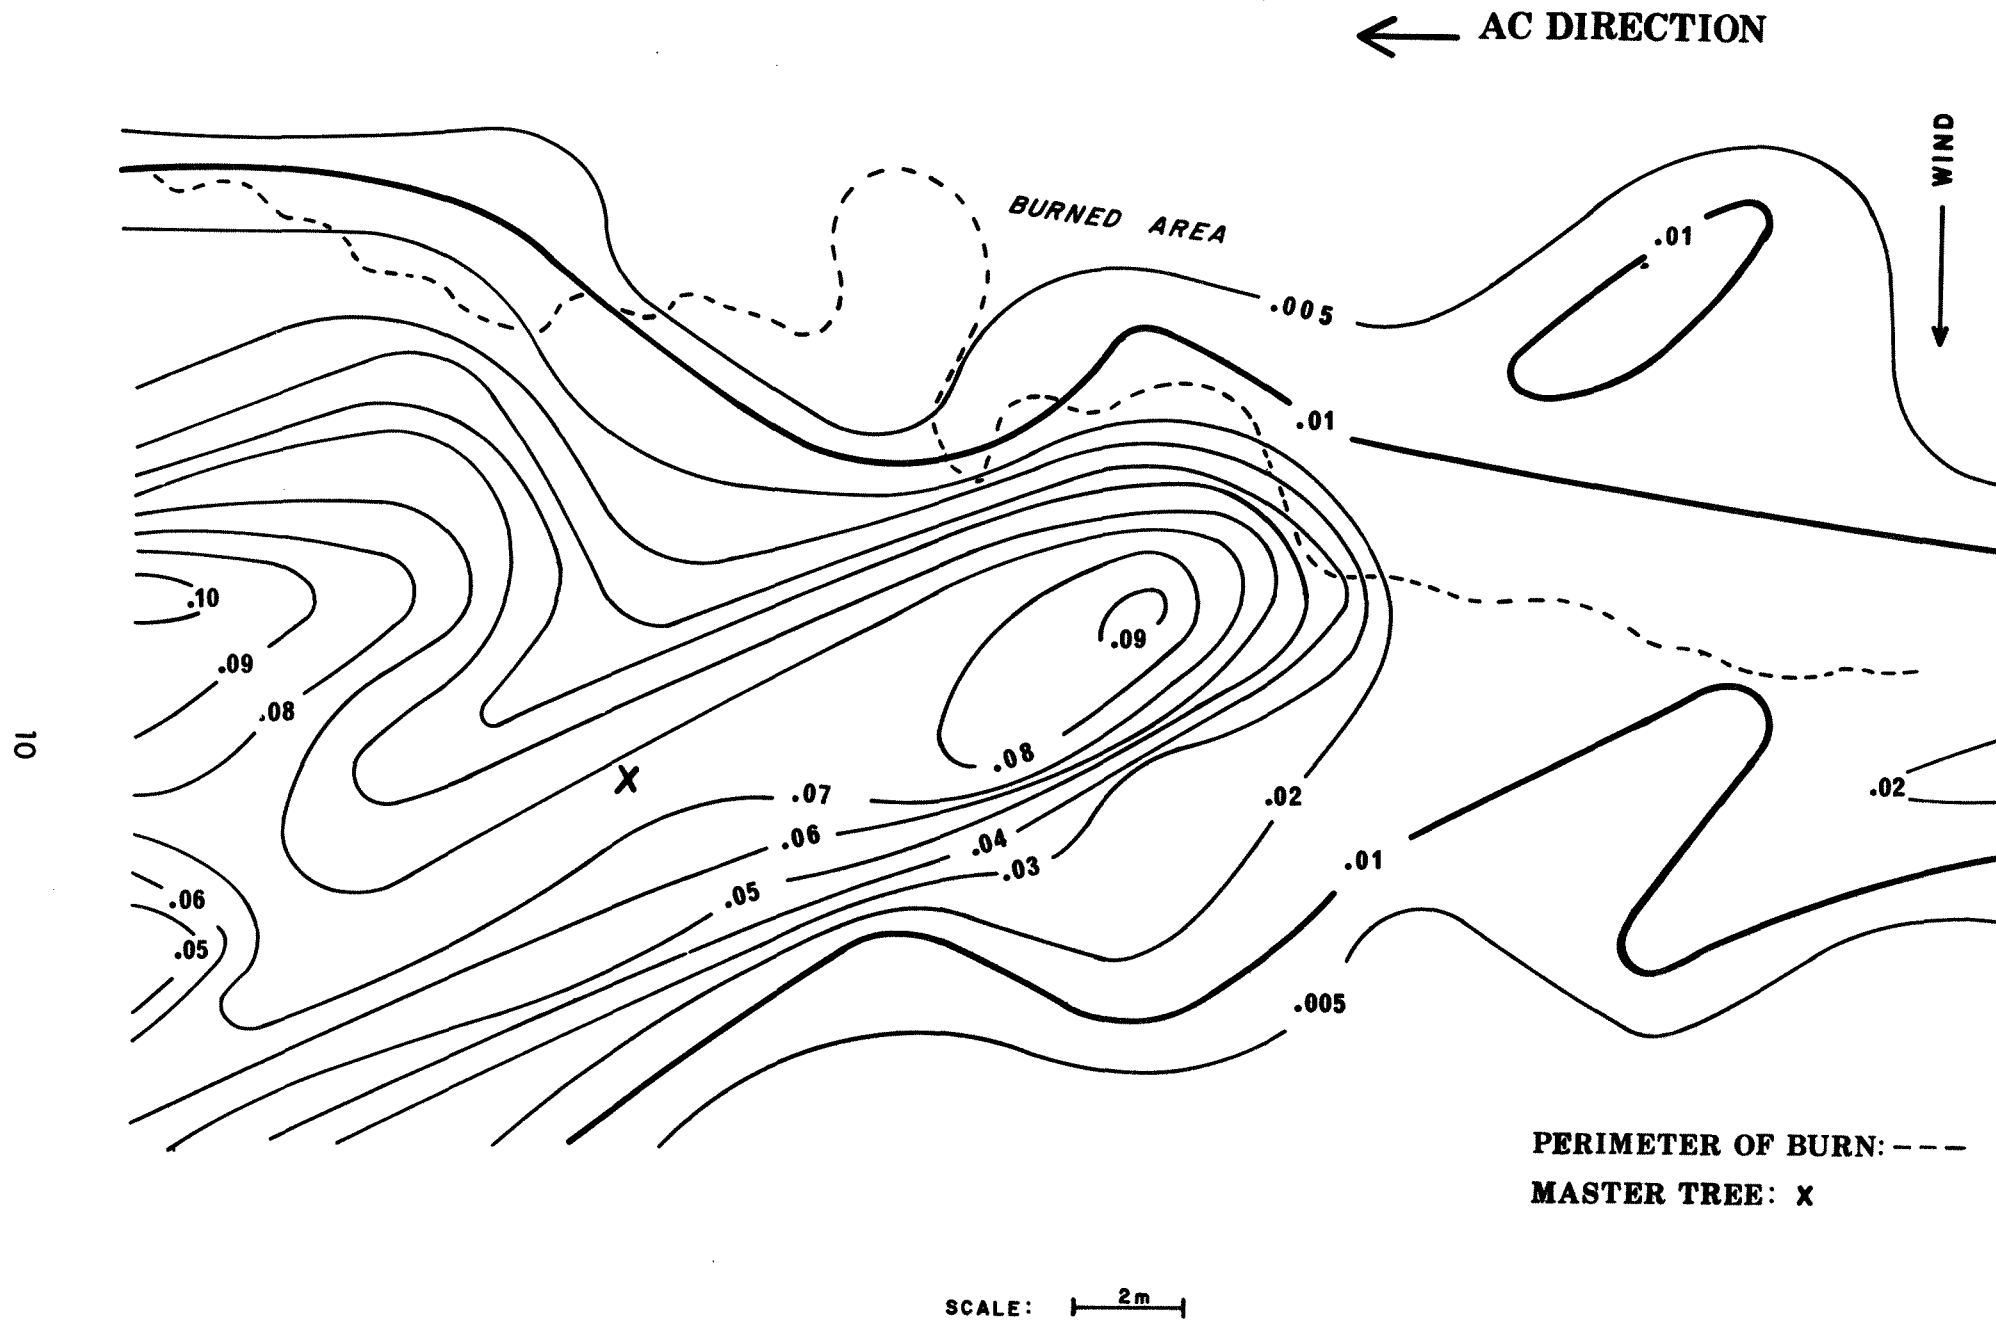 AC DIRECTION
WIND
BURNED AREA
.01
.005
.01
.10
.09
.09
.08
.08
.07
.02
.02
.06
.04
.01
.03
.05
.06
.05
.005
10
PERIMETER OF BURN: ---
MASTER TREE: X
SCALE: 2m
X